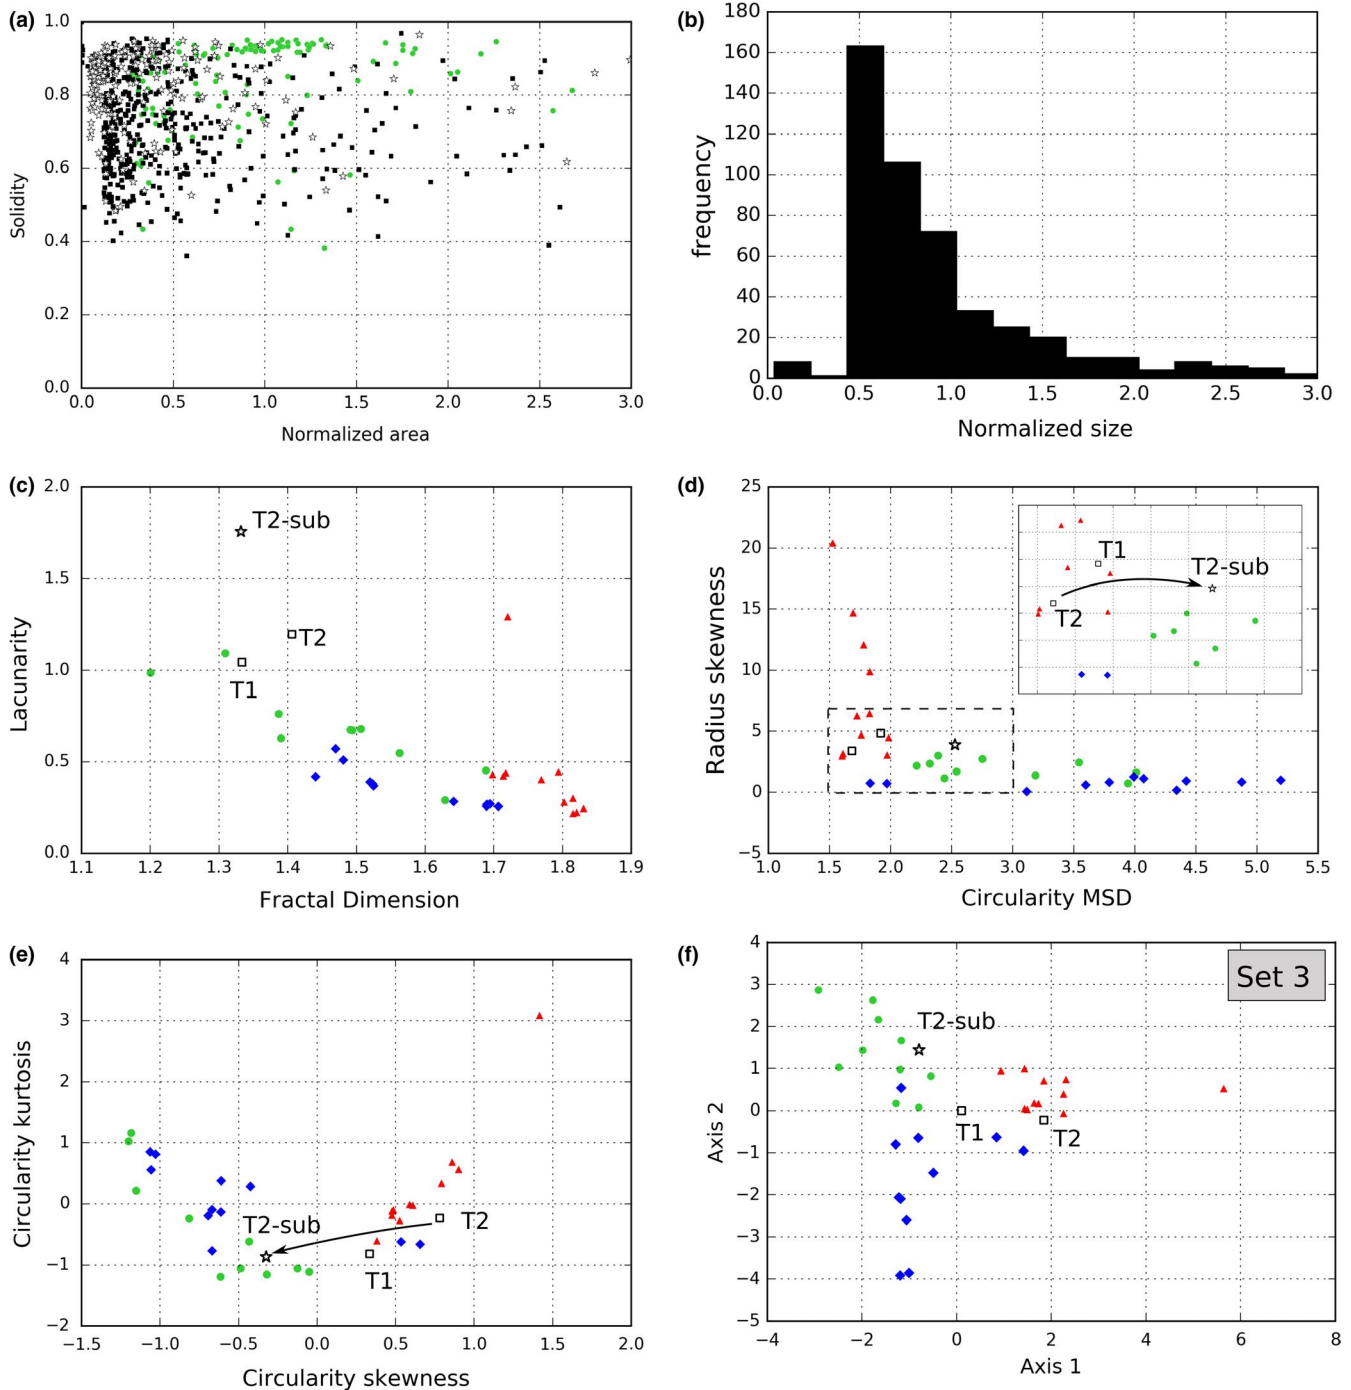 (a)
1.0
0.8
0.6
0.4
0.2
0.0
Solidity
0.0 0.5 1.0 1.5 2.0 2.5 3.0
Normalized area
(b)
180
160
140
120
100
80
60
40
20
0
frequency
0.0 0.5 1.0 1.5 2.0 2.5 3.0
Normalized size
(c)
2.0
1.5
1.0
0.5
0.0
Lacunarity
T2-sub
T2
T1
1.1 1.2 1.3 1.4 1.5 1.6 1.7 1.8 1.9
Fractal Dimension
(d)
25
20
15
10
5
0
−5
Radius skewness
T1
T2-sub
T2
1.0 1.5 2.0 2.5 3.0 3.5 4.0 4.5 5.0 5.5
Circularity MSD
(e)
4
3
2
1
0
−1
−2
Circularity kurtosis
T2-sub
T2
T1
−1.5 −1.0 −0.5 0.0 0.5 1.0 1.5 2.0
Circularity skewness
(f)
4
3
2
1
0
−1
−2
−3
−4
−5
Axis 2
Set 3
T2-sub
T1
T2
−4 −2 0 2 4 6 8
Axis 1